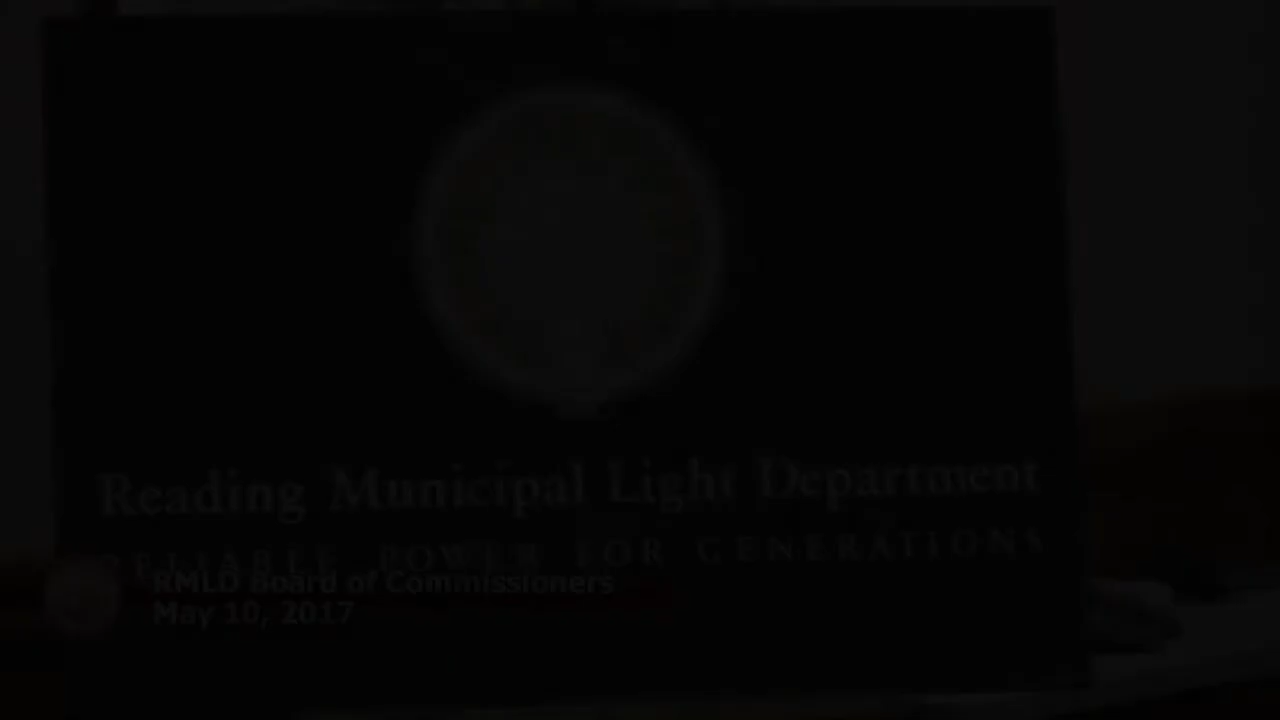 Reading Municipal Light Department
RELIABLE POWER FOR GENERATIONS
RMLD Board of Commissioners
May 10, 2017